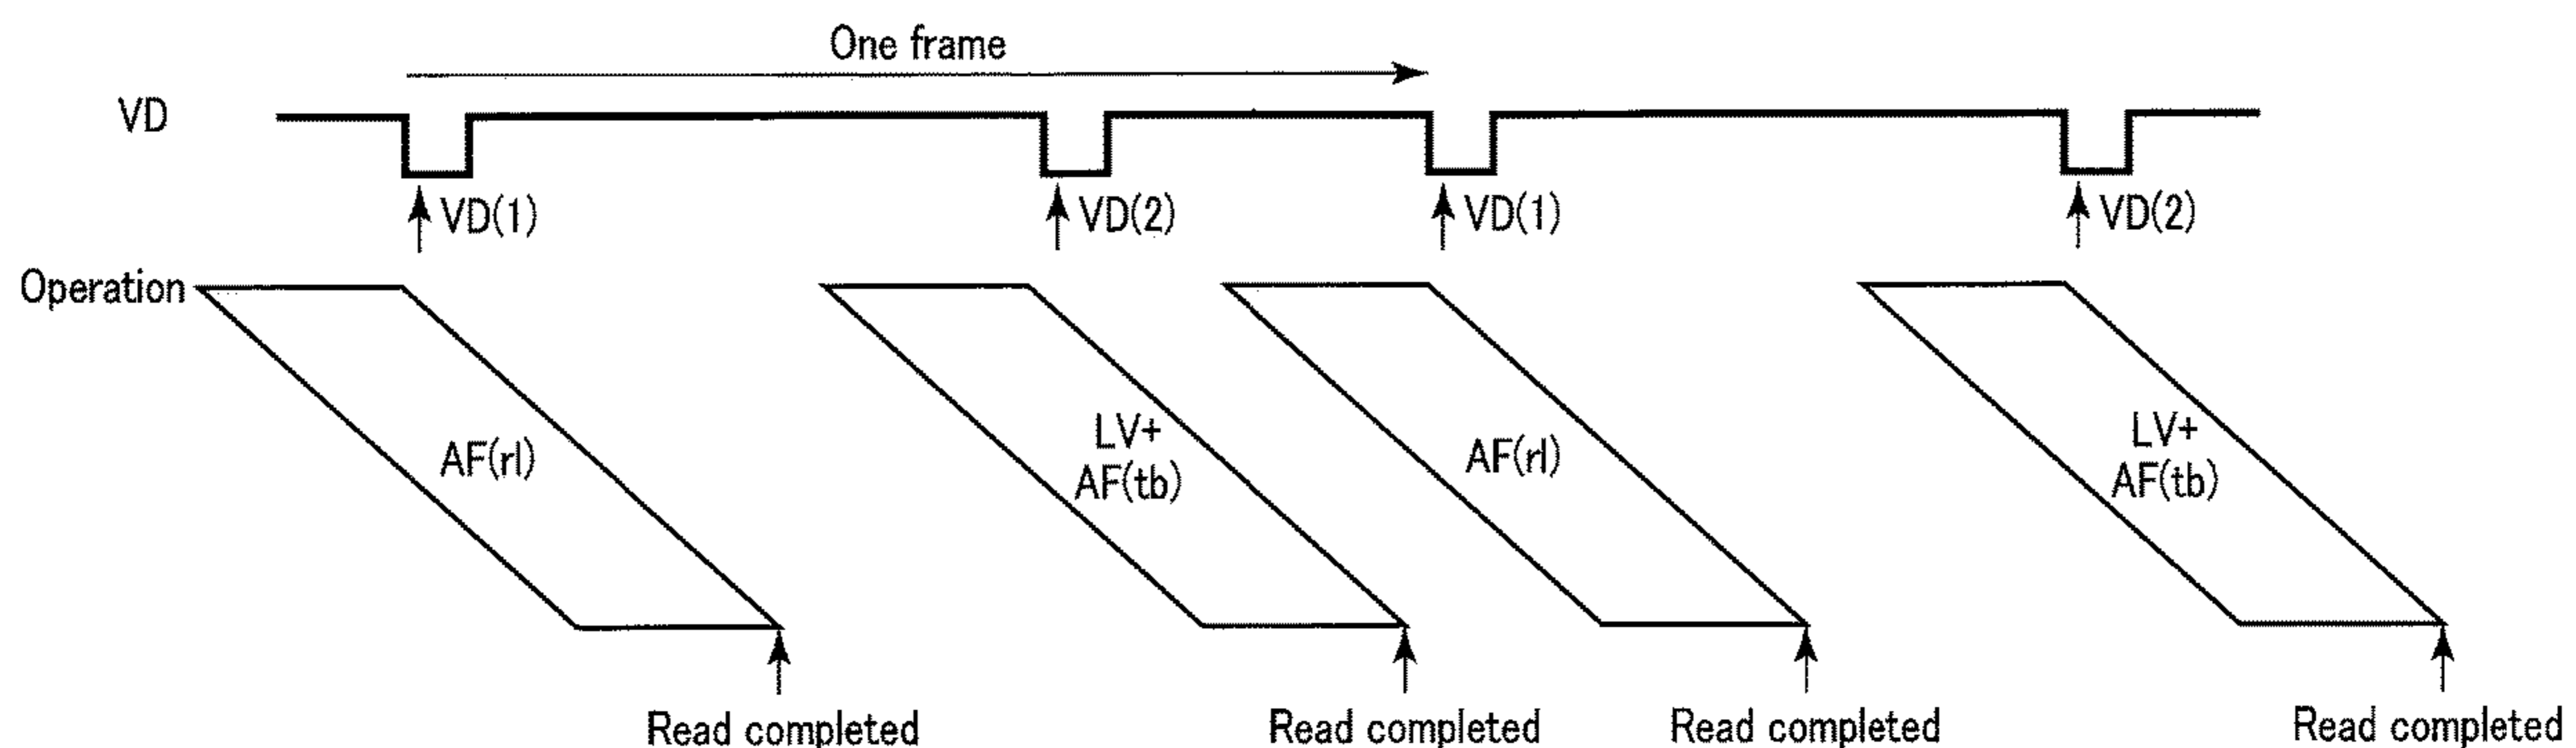 One frame
VD
VD(1)
VD(2)
VD(1)
VD(2)
Operation
AF(rl)
LV+
AF(tb)
AF(rl)
LV+
AF(tb)
Read completed
Read completed
Read completed
Read completed